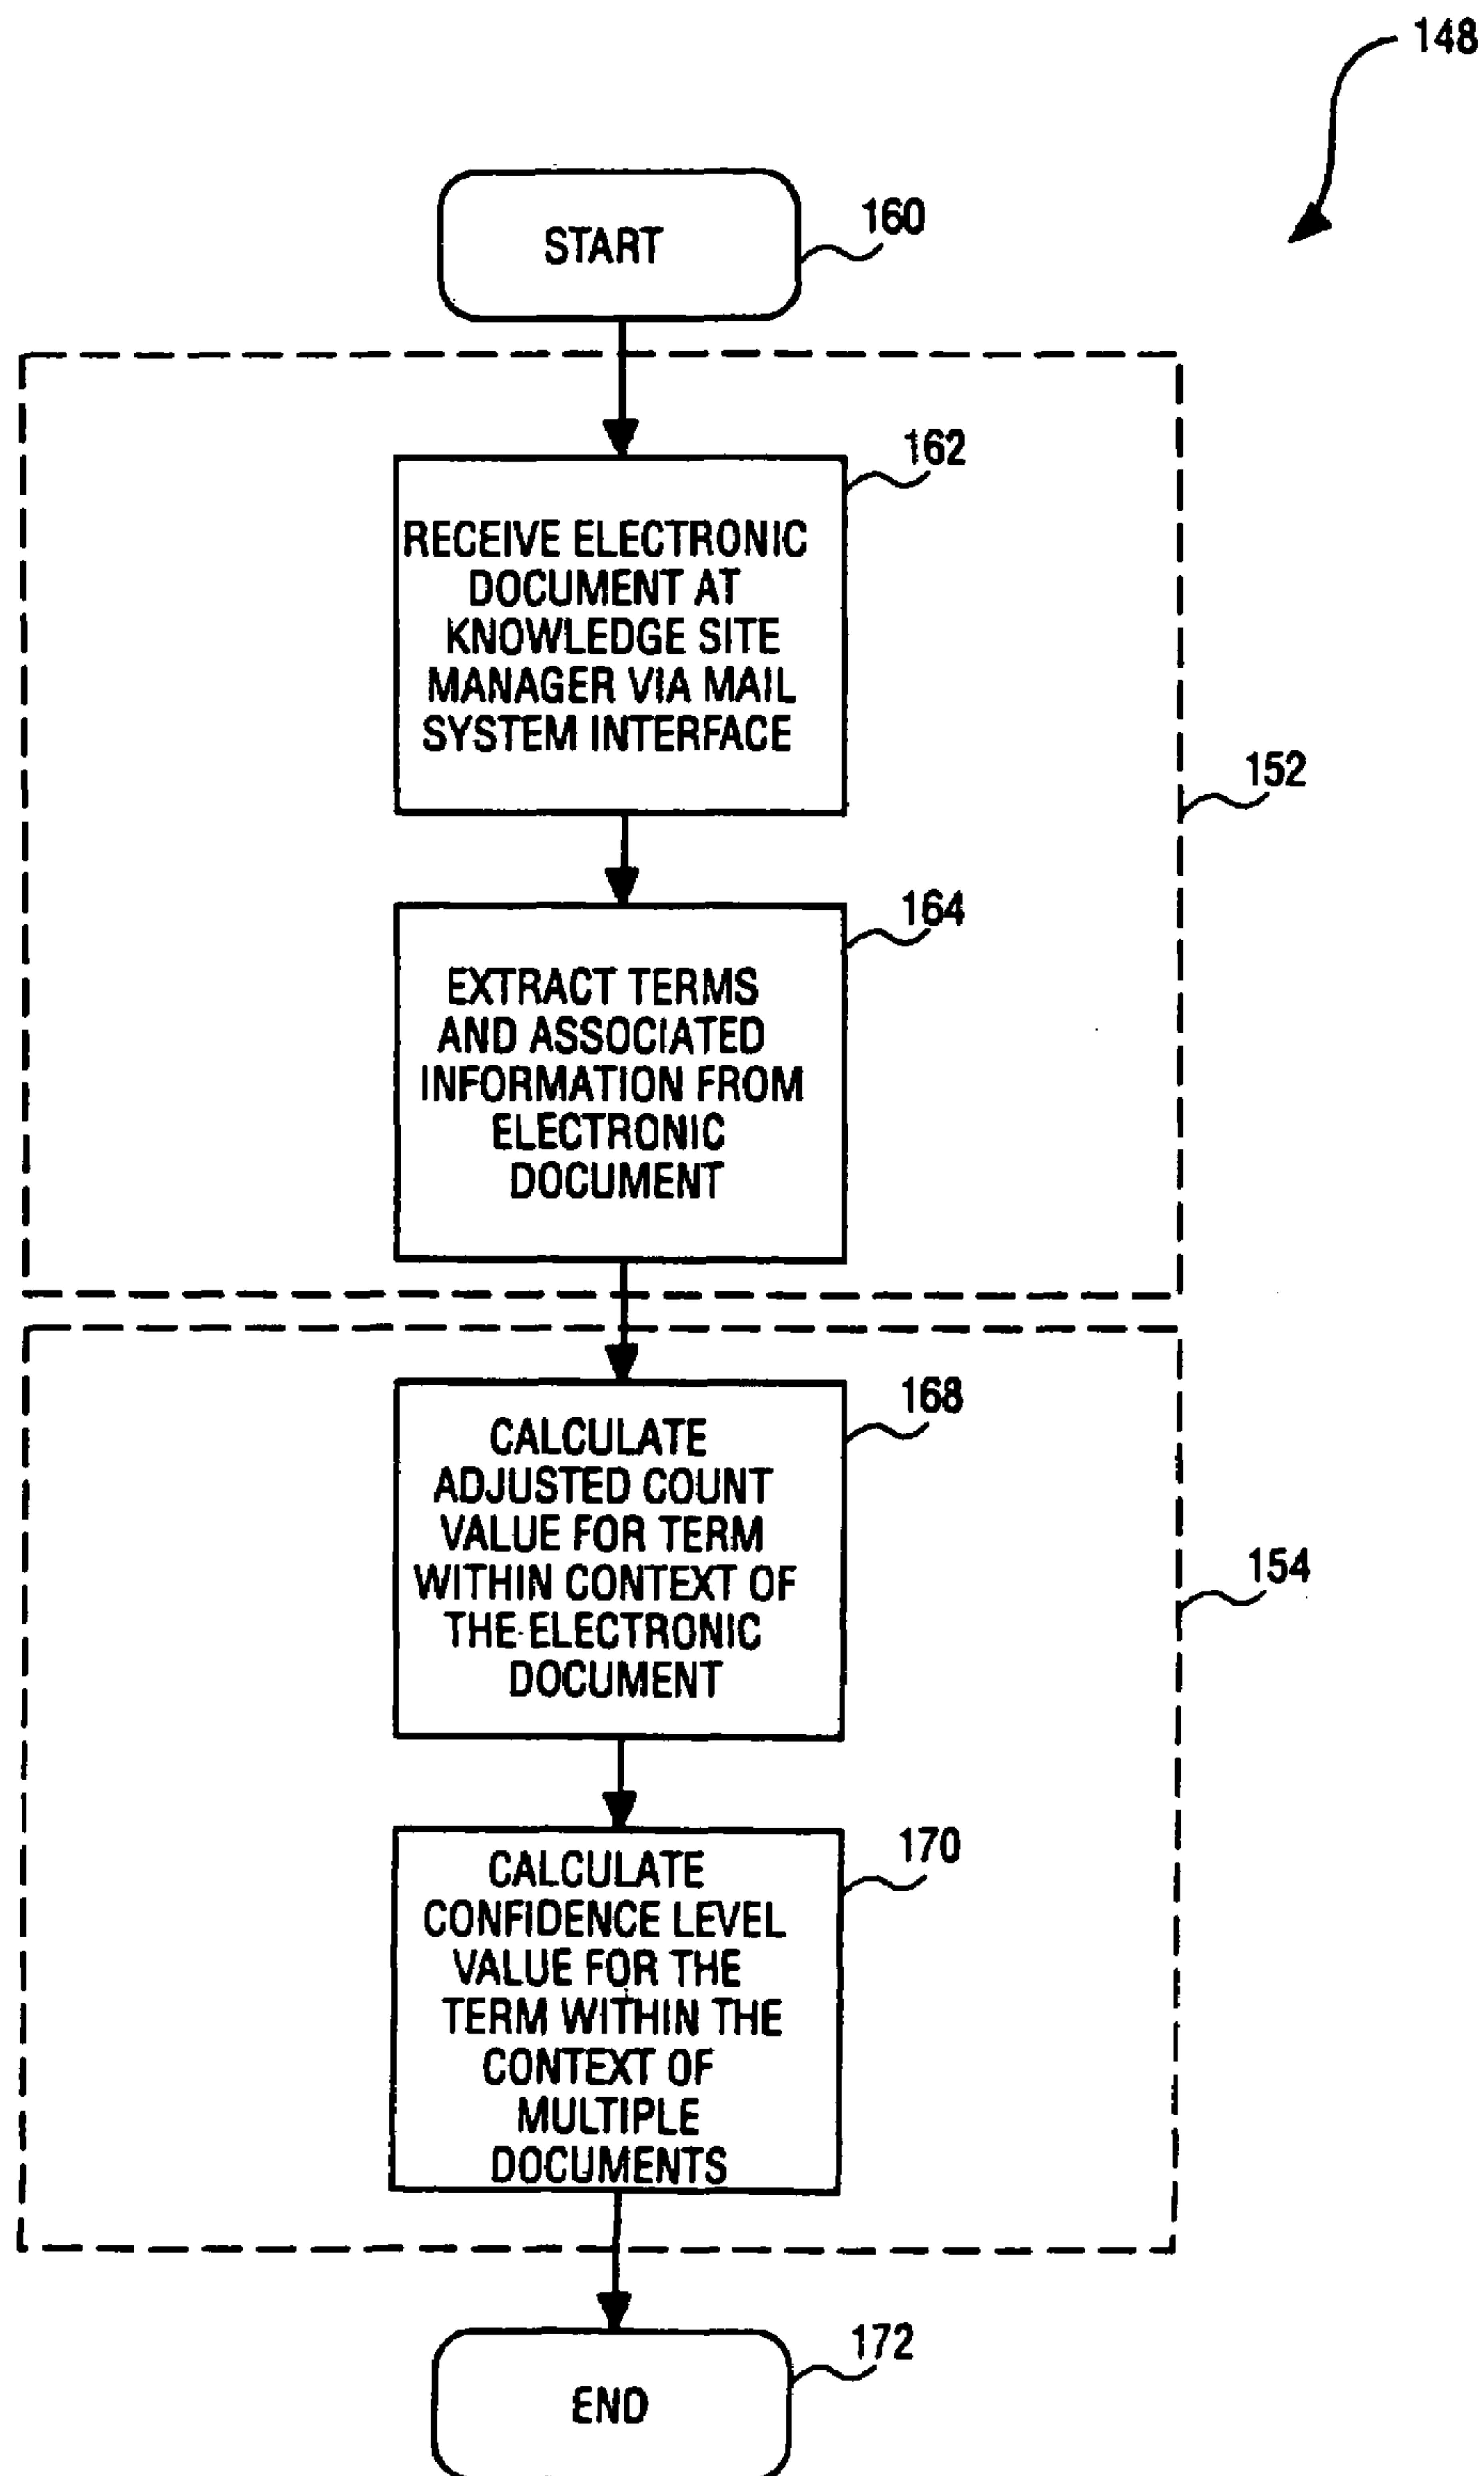 148
START
160
162
RECEIVE ELECTRONIC
DOCUMENT AT
KNOWLEDGE SITE
MANAGER VIA MAIL
SYSTEM INTERFACE
152
164
EXTRACT TERMS
AND ASSOCIATED
INFORMATION FROM
ELECTRONIC
DOCUMENT
168
CALCULATE
ADJUSTED COUNT
VALUE FOR TERM
WITHIN CONTEXT OF
THE ELECTRONIC
DOCUMENT
154
170
CALCULATE
CONFIDENCE LEVEL
VALUE FOR THE
TERM WITHIN THE
CONTEXT OF
MULTIPLE
DOCUMENTS
172
END